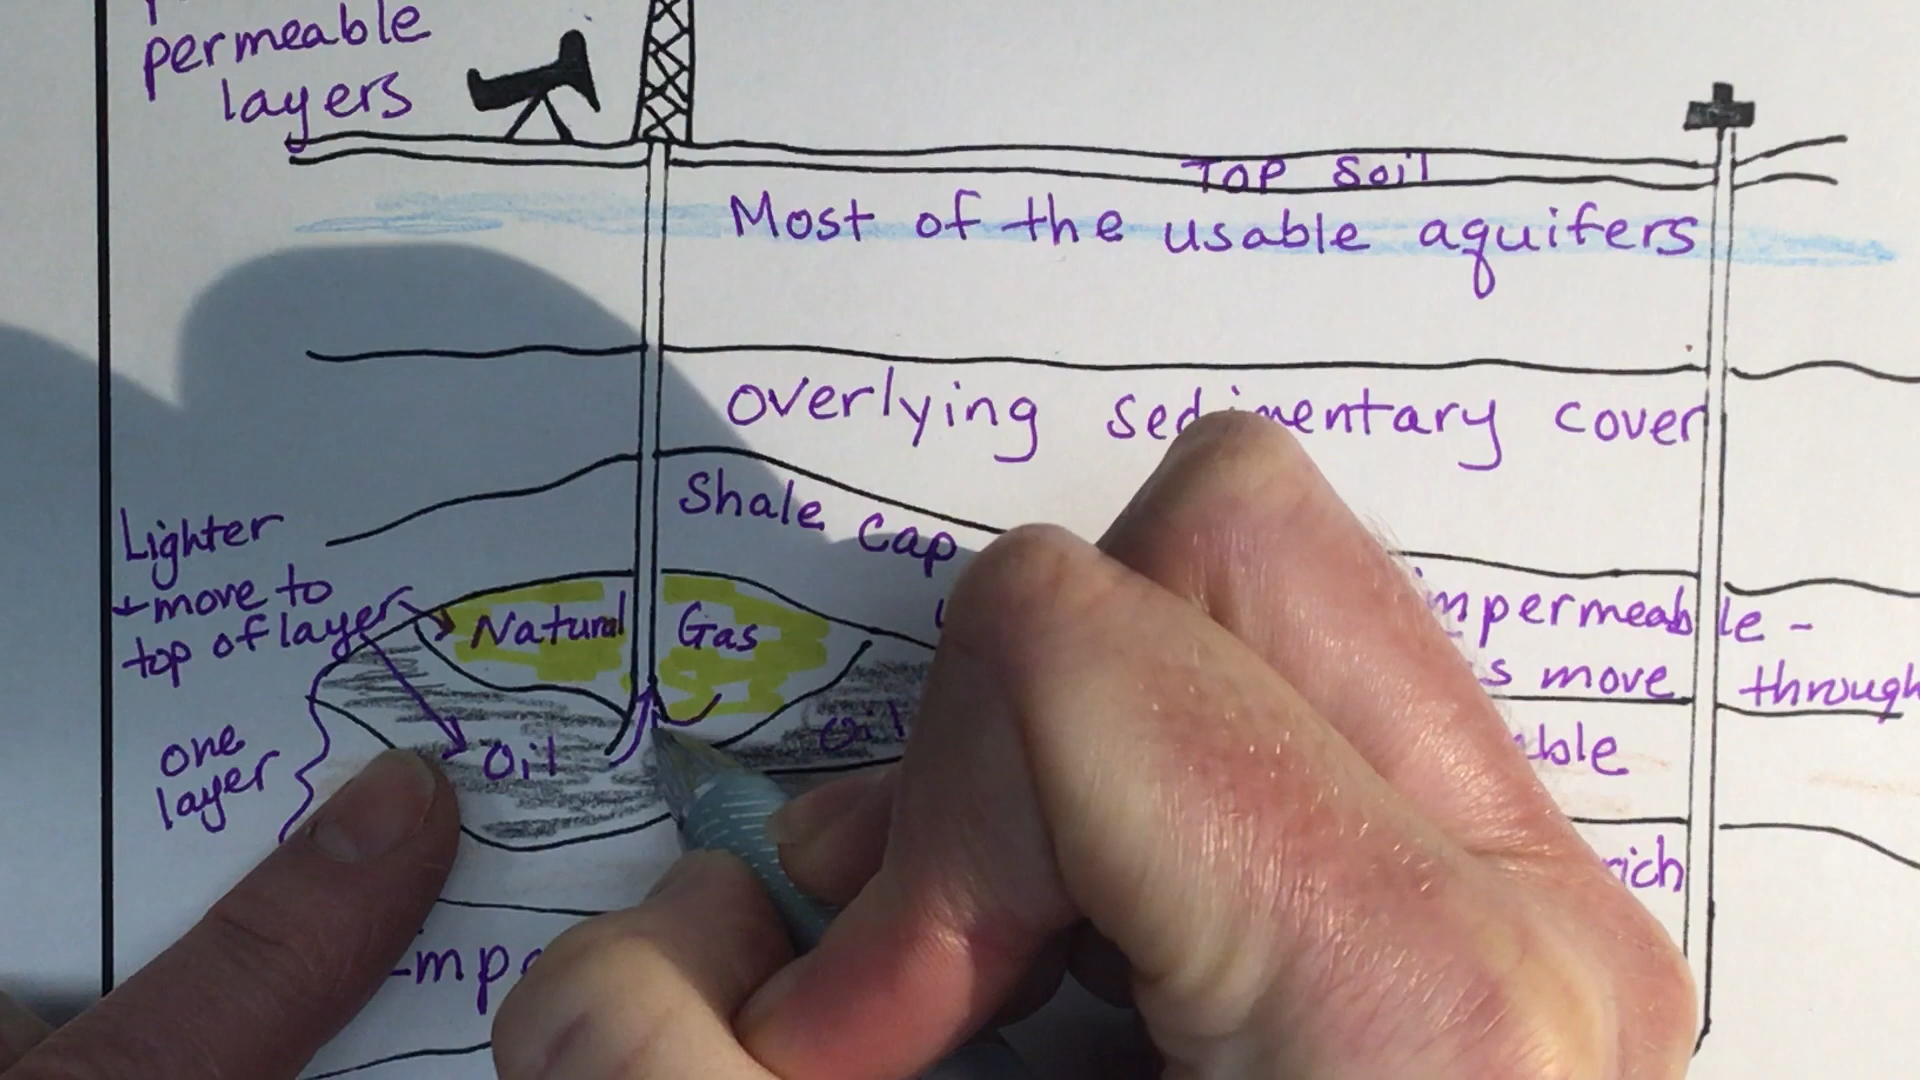 permeable
layers
Top Soil
Most of the usable aquifers
overlying sedimentary cover
Shale Cap
Lighter
+move to
top of layer
Natural Gas
impermeable -
move through
one
layer
Oil
Oil
rich